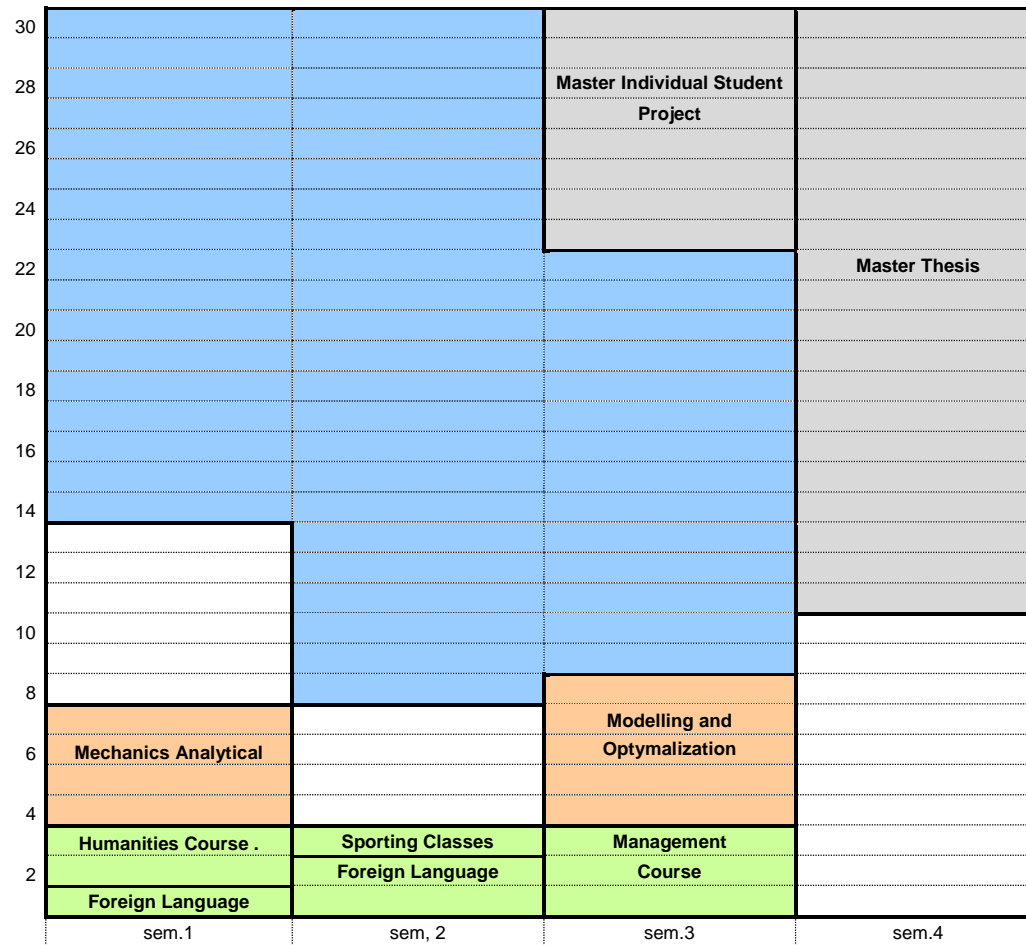 30
28
26
24
22
20
18
16
14
12
10
8
6
4
2
Master Individual Student
Project
Master Thesis
Mechanics Analytical
Modelling and
Optymalization
Humanities Course .
Foreign Language
Sporting Classes
Foreign Language
Management
Course
sem.1
sem, 2
sem.3
sem.4